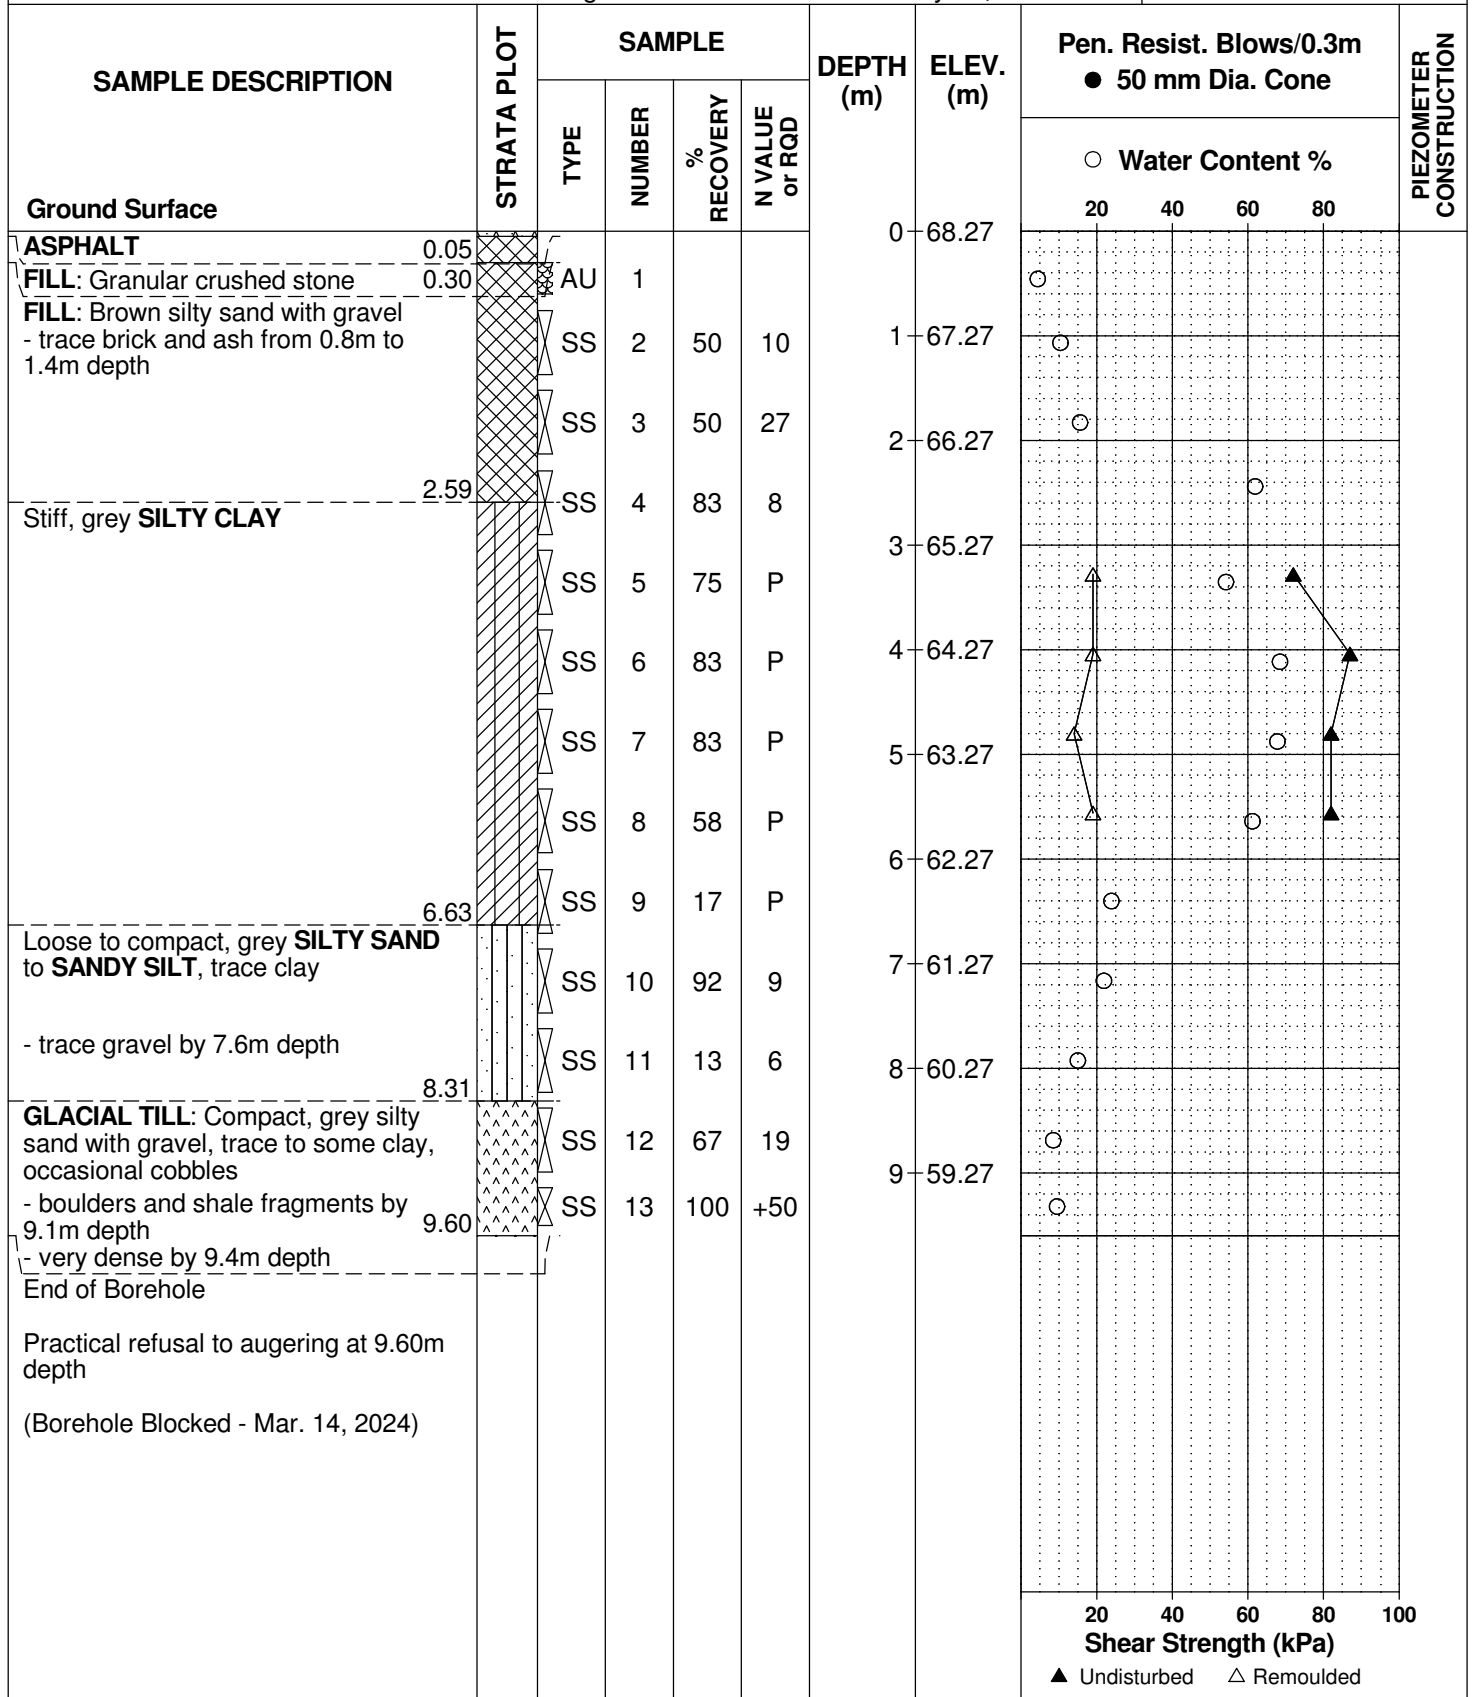 SAMPLE DESCRIPTION
STRATA PLOT
SAMPLE
TYPE
NUMBER
%
RECOVERY
N VALUE
or RQD
DEPTH
(m)
ELEV.
(m)
Pen. Resist. Blows/0.3m
● 50 mm Dia. Cone
○ Water Content %
PIEZOMETER
CONSTRUCTION
Ground Surface
20 40 60 80
0 68.27
ASPHALT 0.05
FILL: Granular crushed stone 0.30 AU 1
FILL: Brown silty sand with gravel
- trace brick and ash from 0.8m to
1.4m depth
SS 2 50 10 1 67.27
SS 3 50 27
2 66.27
2.59 SS 4 83 8
Stiff, grey SILTY CLAY
3 65.27
SS 5 75 P
4 64.27
SS 6 83 P
SS 7 83 P
5 63.27
SS 8 58 P
6 62.27
6.63 SS 9 17 P
Loose to compact, grey SILTY SAND
to SANDY SILT, trace clay
7 61.27
SS 10 92 9
- trace gravel by 7.6m depth
SS 11 13 6
8 60.27
8.31
GLACIAL TILL: Compact, grey silty
sand with gravel, trace to some clay,
occasional cobbles
SS 12 67 19
9 59.27
- boulders and shale fragments by
9.1m depth 9.60
SS 13 100 +50
- very dense by 9.4m depth
End of Borehole
Practical refusal to augering at 9.60m
depth
(Borehole Blocked - Mar. 14, 2024)
20 40 60 80 100
Shear Strength (kPa)
▲ Undisturbed △ Remoulded